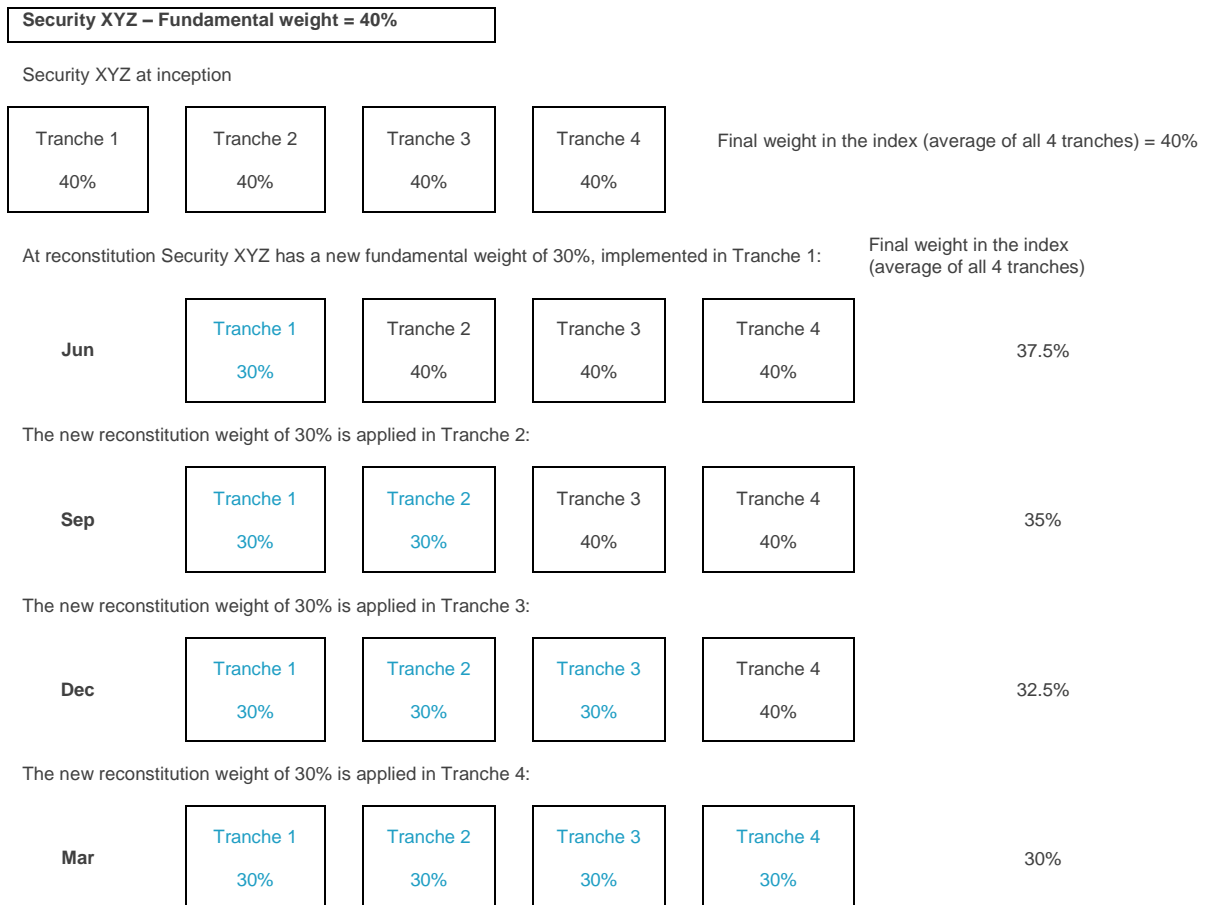 Security XYZ – Fundamental weight = 40%
Security XYZ at inception
Tranche 1 Tranche 2 Tranche 3 Tranche 4
Final weight in the index (average of all 4 tranches) = 40%
40% 40% 40% 40%
At reconstitution Security XYZ has a new fundamental weight of 30%, implemented in Tranche 1:
Final weight in the index
(average of all 4 tranches)
Tranche 1 Tranche 2 Tranche 3 Tranche 4
Jun 37.5%
30% 40% 40% 40%
The new reconstitution weight of 30% is applied in Tranche 2:
Tranche 1 Tranche 2 Tranche 3 Tranche 4
Sep 35%
30% 30% 40% 40%
The new reconstitution weight of 30% is applied in Tranche 3:
Tranche 1 Tranche 2 Tranche 3 Tranche 4
Dec 32.5%
30% 30% 30% 40%
The new reconstitution weight of 30% is applied in Tranche 4:
Tranche 1 Tranche 2 Tranche 3 Tranche 4
Mar 30%
30% 30% 30% 30%